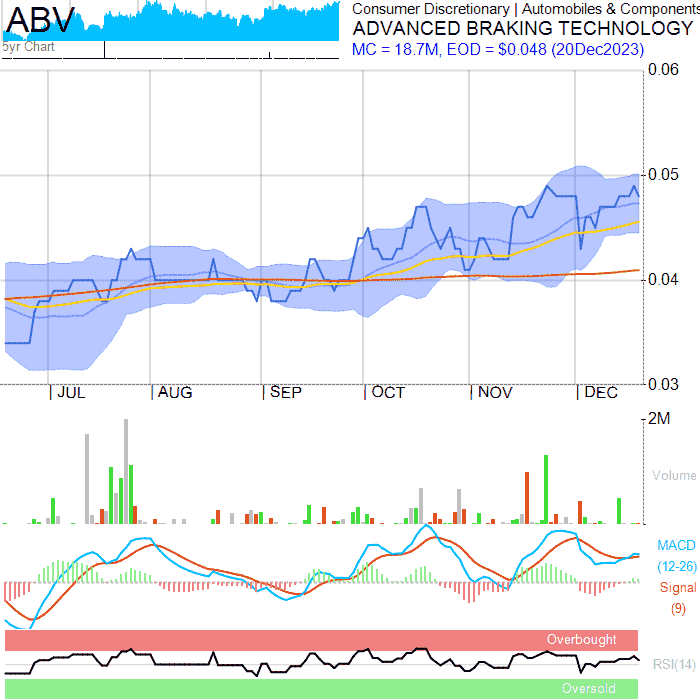 ABV
5yr Chart
Consumer Discretionary | Automobiles & Components
ADVANCED BRAKING TECHNOLOGY
MC = 18.7M, EOD = $0.048 (20Dec2023)
0.06
0.05
0.04
0.03
JUL AUG SEP OCT NOV DEC
2M
Volume
MACD
(12-26)
Signal
(9)
Overbought
RSI(14)
Oversold